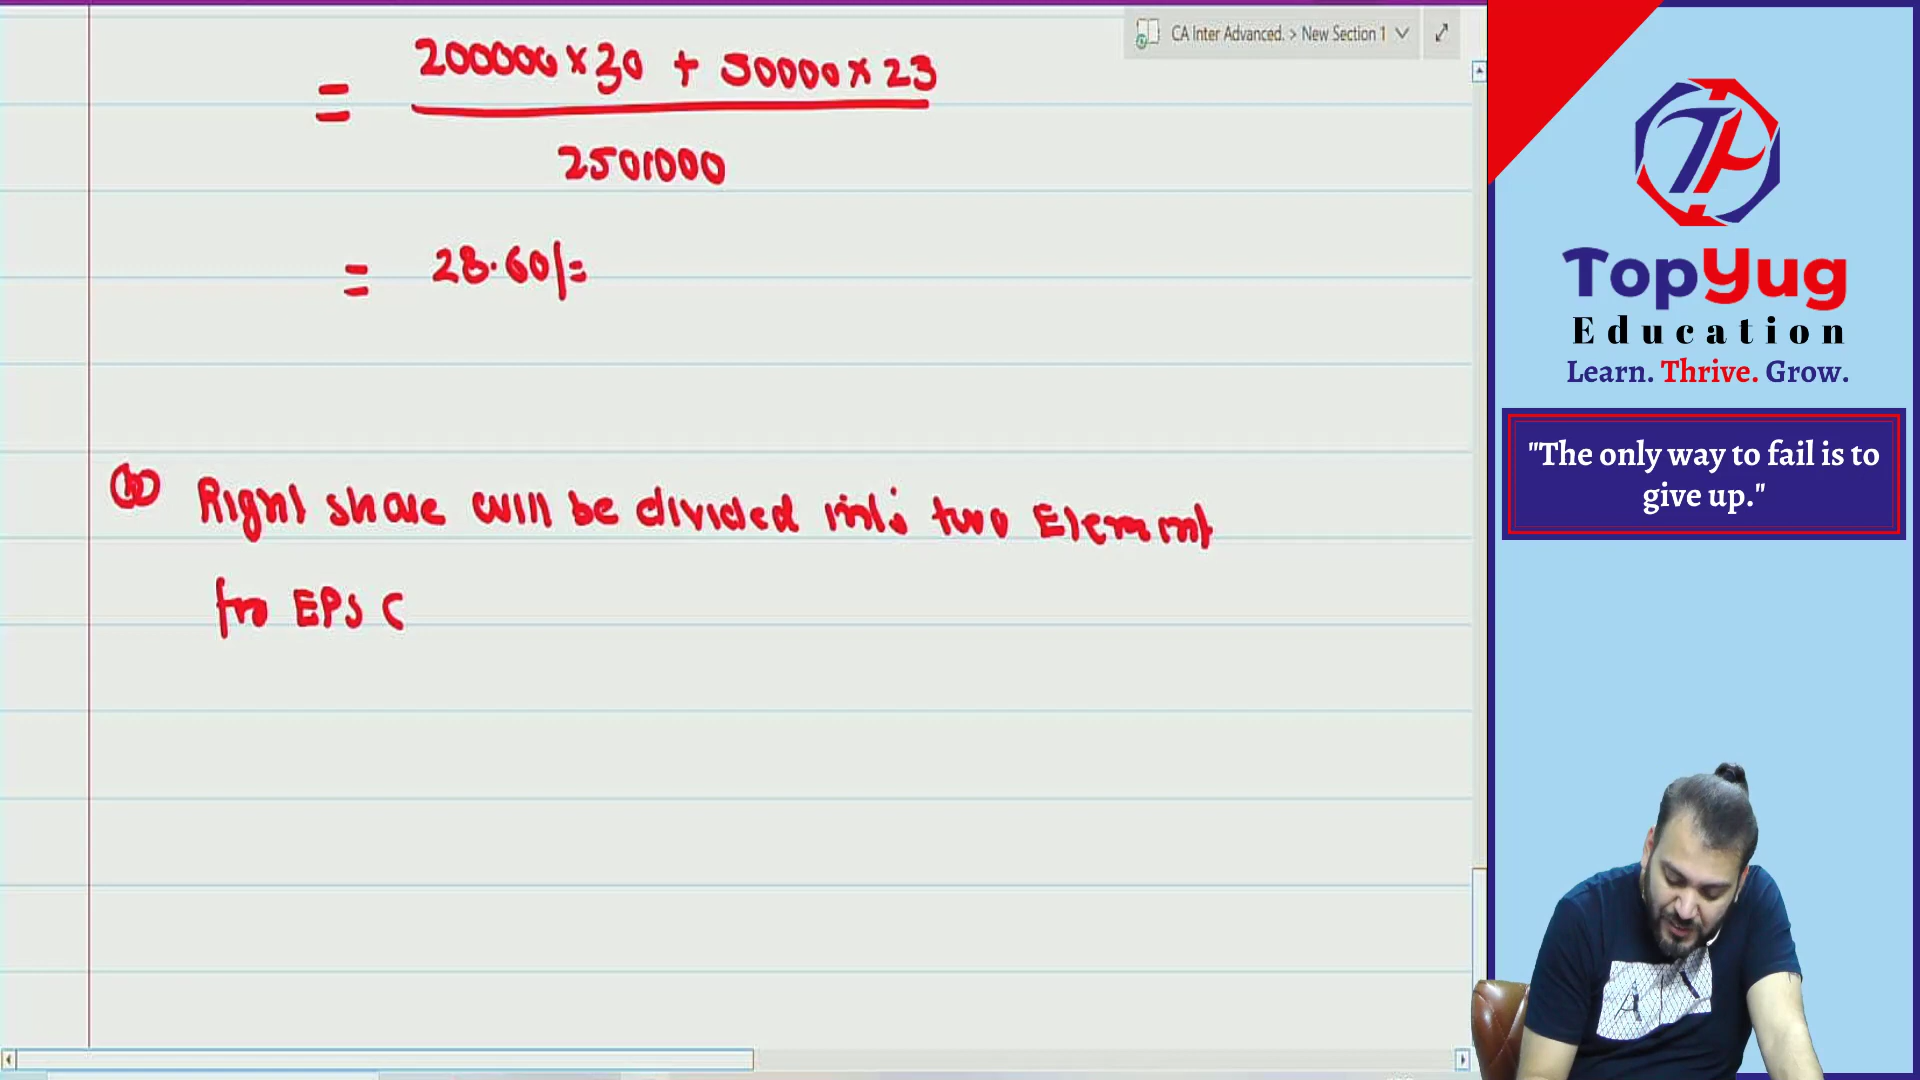 CA Inter Advanced. > New Section 1
200000 x 30 + 50000 x 23
=
2501000
= 28.60/=
(b) Right share will be divided into two Element
for EPS C
TopYug
Education
Learn. Thrive. Grow.
"The only way to fail is to
give up."